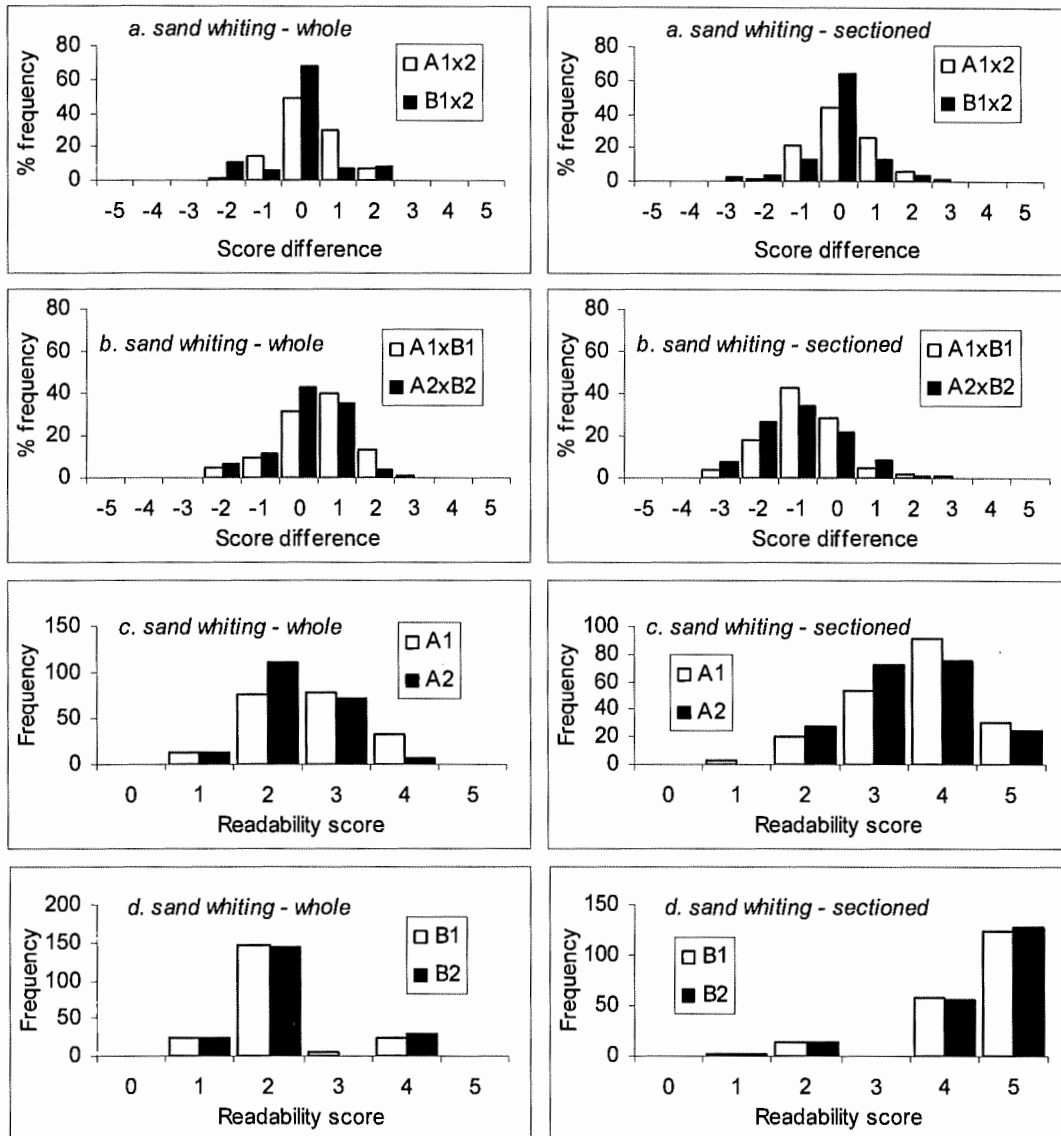 a. sand whiting - whole
80
60
40
20
0
% frequency
A1x2
B1x2
-5 -4 -3 -2 -1 0 1 2 3 4 5
Score difference
a. sand whiting - sectioned
80
60
40
20
0
% frequency
A1x2
B1x2
-5 -4 -3 -2 -1 0 1 2 3 4 5
Score difference
b. sand whiting - whole
80
60
40
20
0
% frequency
A1xB1
A2xB2
-5 -4 -3 -2 -1 0 1 2 3 4 5
Score difference
b. sand whiting - sectioned
80
60
40
20
0
% frequency
A1xB1
A2xB2
-5 -4 -3 -2 -1 0 1 2 3 4 5
Score difference
c. sand whiting - whole
150
100
50
0
Frequency
A1
A2
0 1 2 3 4 5
Readability score
c. sand whiting - sectioned
100
80
60
40
20
0
Frequency
A1
A2
0 1 2 3 4 5
Readability score
d. sand whiting - whole
200
150
100
50
0
Frequency
B1
B2
0 1 2 3 4 5
Readability score
d. sand whiting - sectioned
150
100
50
0
Frequency
B1
B2
0 1 2 3 4 5
Readability score